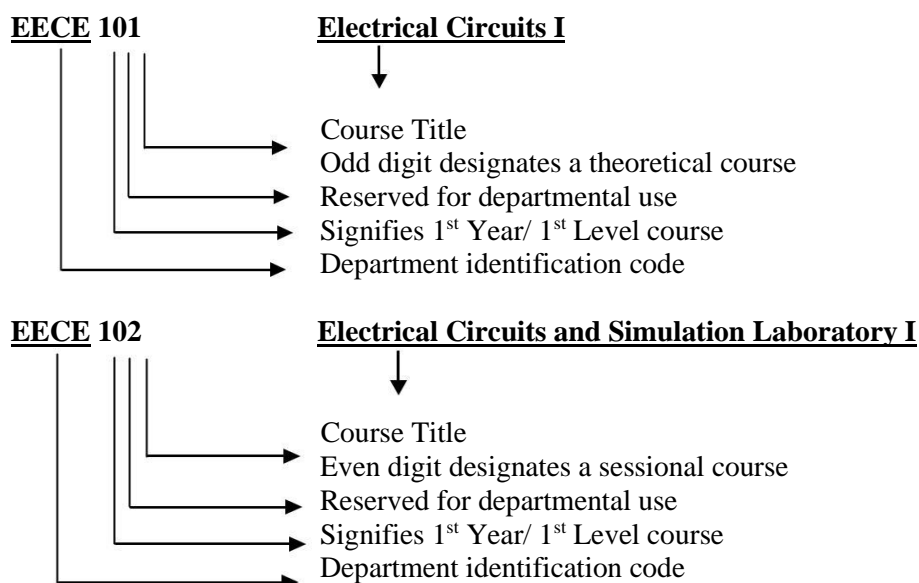 EECE 101 Electrical Circuits I
Course Title
Odd digit designates a theoretical course
Reserved for departmental use
Signifies 1st Year/ 1st Level course
Department identification code
EECE 102 Electrical Circuits and Simulation Laboratory I
Course Title
Even digit designates a sessional course
Reserved for departmental use
Signifies 1st Year/ 1st Level course
Department identification code